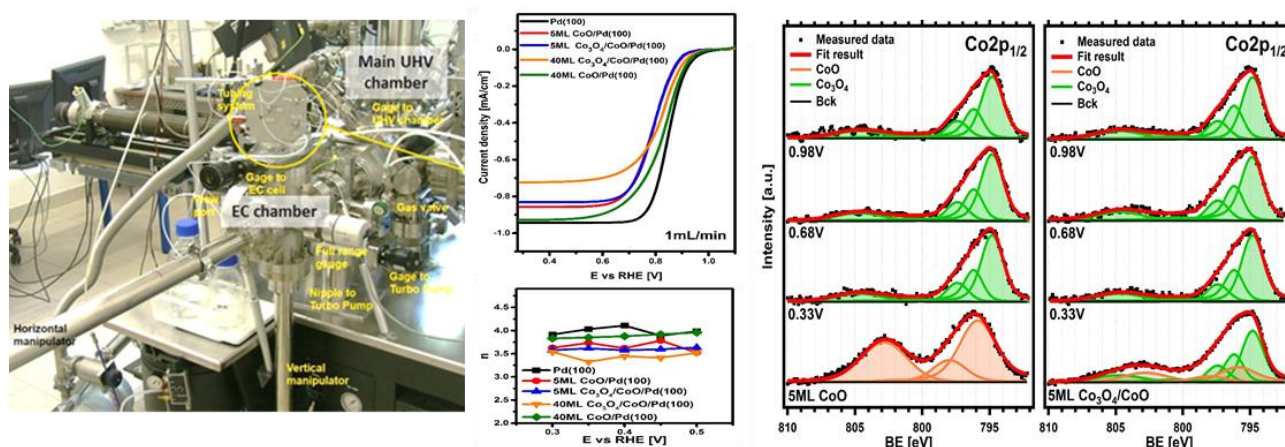 Main UHV
chamber
Tubing
system
Gage to
UHV chamber
Gage to
EC cell
port
EC chamber
Gas valve
Full range
gauge
Gage to
Turbo Pump
Nipple to
Turbo Pump
Horizontal
manipulator
Vertical
manipulator
Pd(100)
5ML CoO/Pd(100)
5ML Co₃O₄/CoO/Pd(100)
40ML Co₃O₄/CoO/Pd(100)
40ML CoO/Pd(100)
Current density [mA/cm²]
0.0
-0.2
-0.4
-0.6
-0.8
-1.0
1mL/min
0.4 0.6 0.8 1.0
E vs RHE [V]
n
4.5
4.0
3.5
3.0
2.5
2.0
Pd(100)
5ML CoO/Pd(100)
5ML Co₃O₄/CoO/Pd(100)
40ML Co₃O₄/CoO/Pd(100)
40ML CoO/Pd(100)
0.3 0.4 0.5
E vs RHE [V]
Intensity [a.u.]
Measured data
Fit result
CoO
Co₃O₄
Bck
Co2p1/2
0.98V
0.68V
0.33V
5ML CoO
810 805 800 795
BE [eV]
Measured data
Fit result
CoO
Co₃O₄
Bck
Co2p1/2
0.98V
0.68V
0.33V
5ML Co₃O₄/CoO
810 805 800 795
BE [eV]